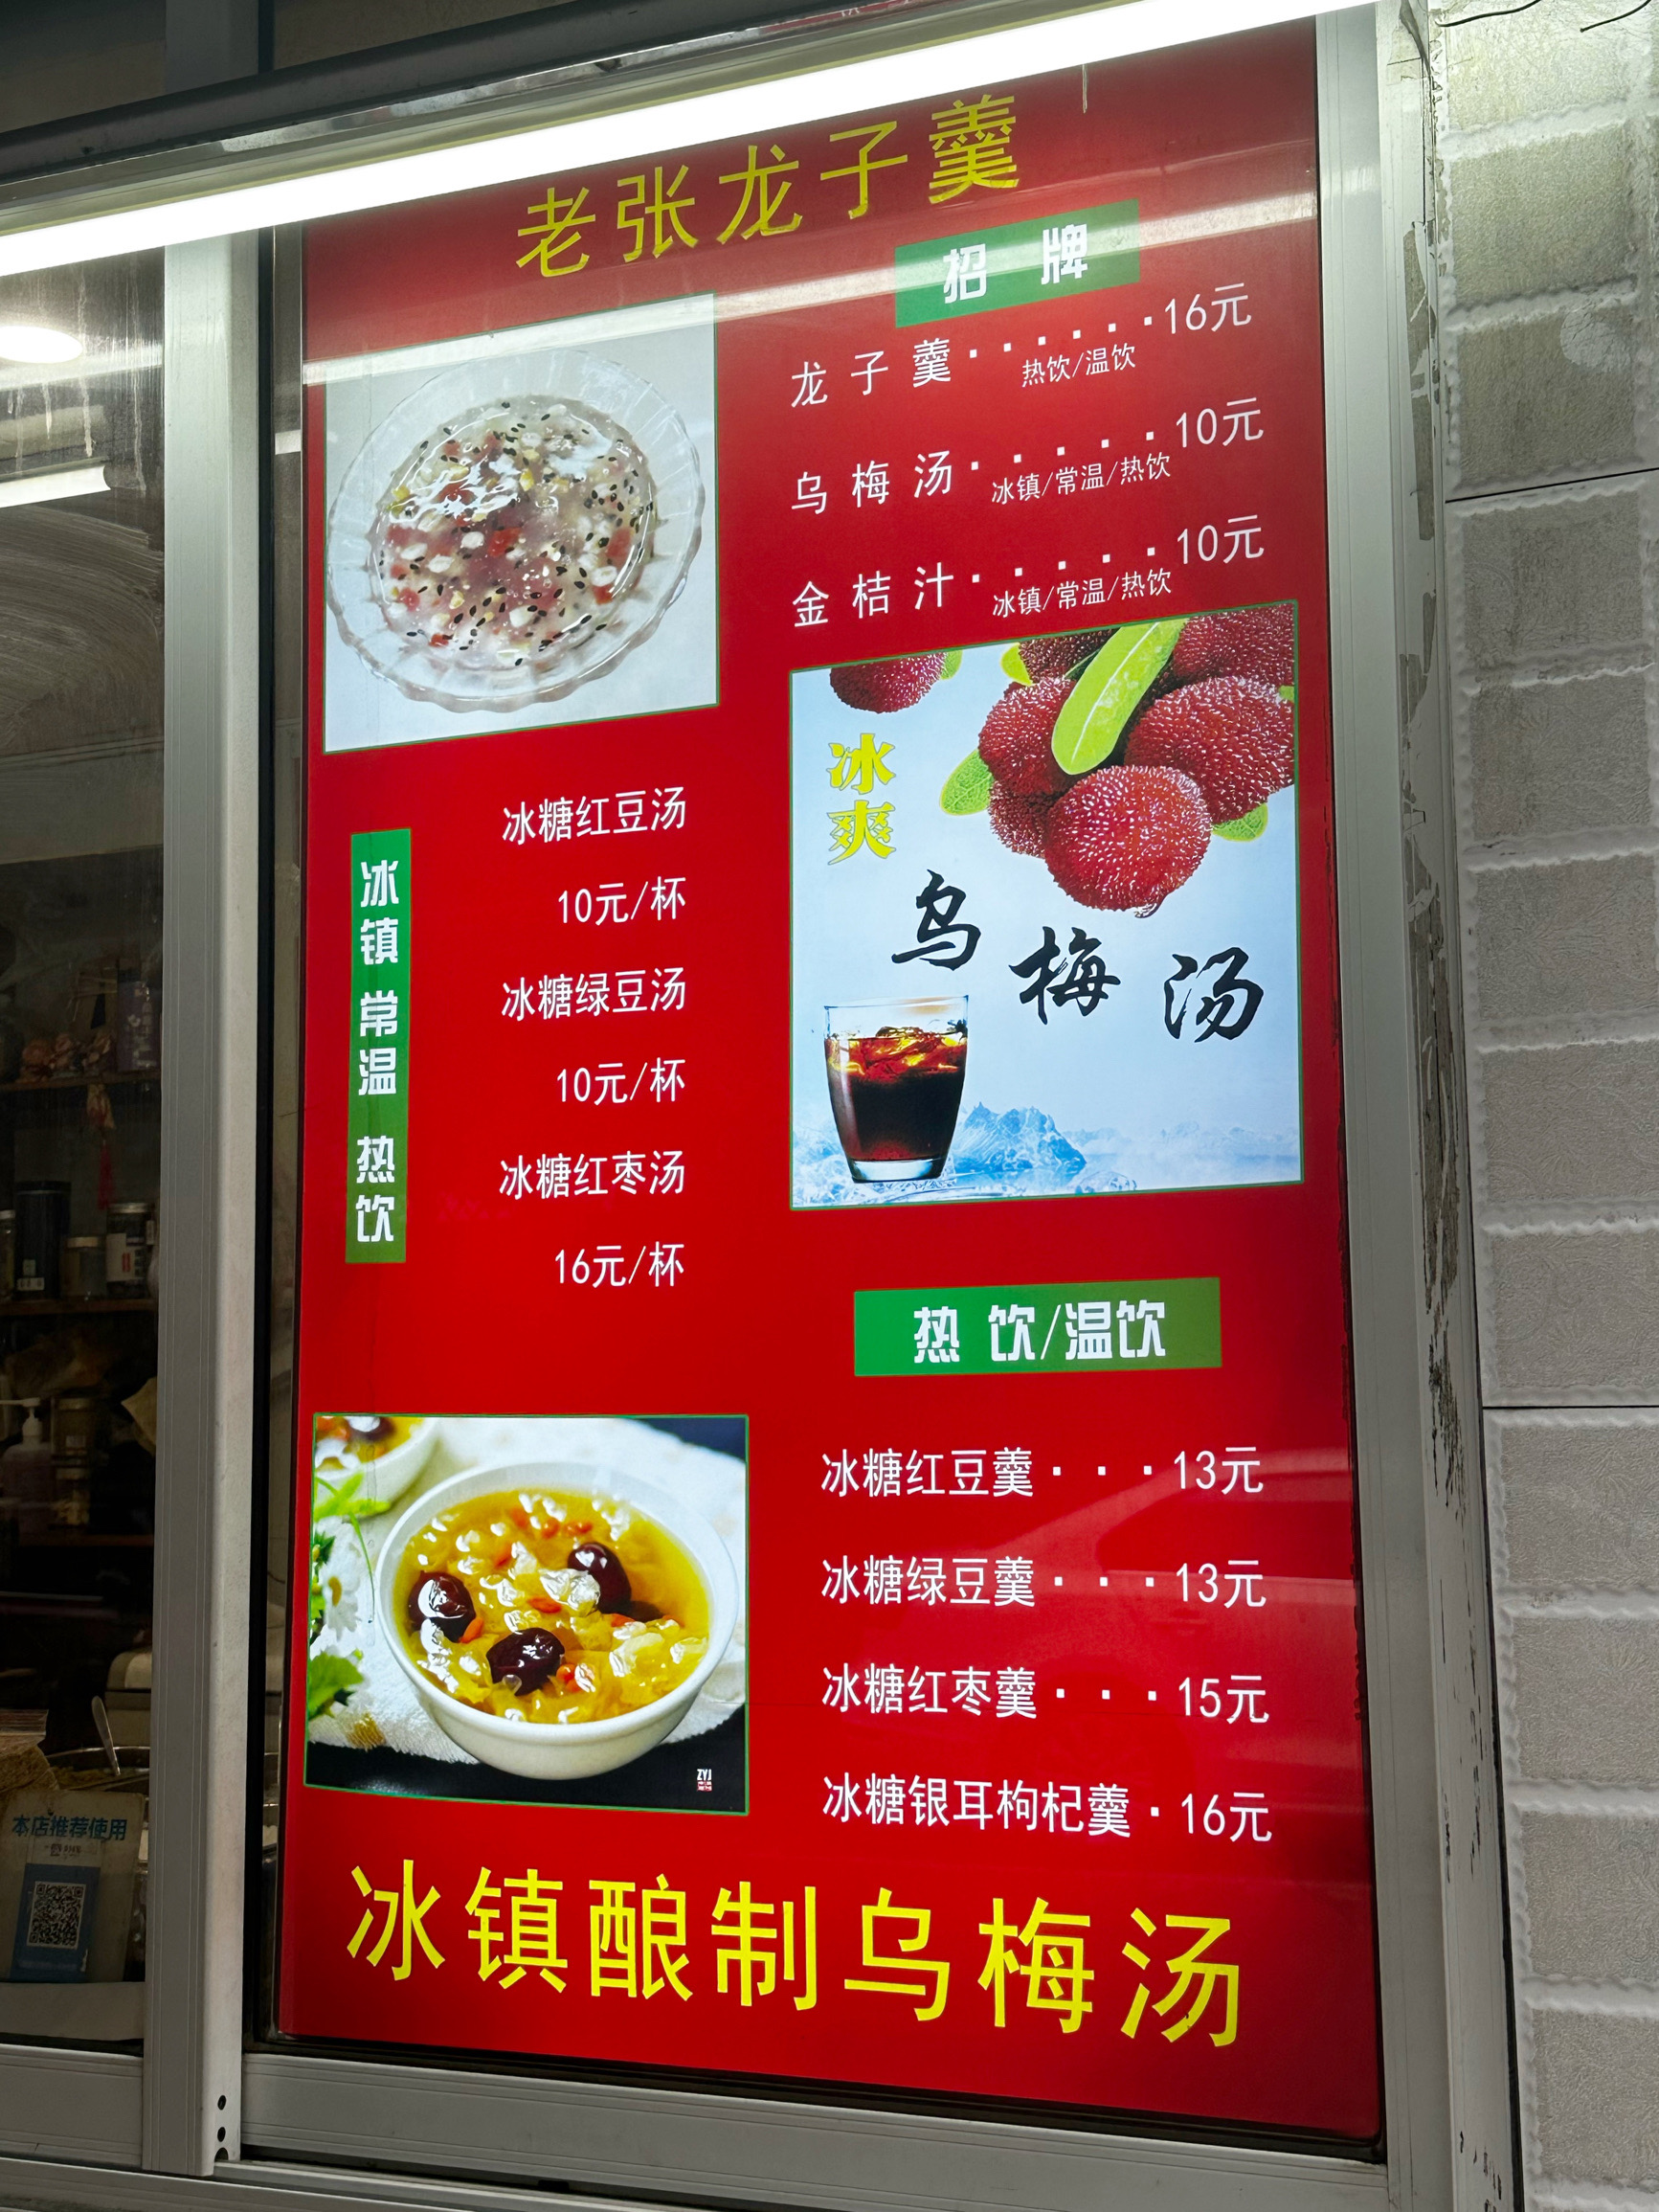 老张龙子羹
招 牌
龙子羹······16元
热饮/温饮
乌梅汤·····10元
冰镇/常温/热饮
金桔汁·····10元
冰镇/常温/热饮
冰爽
乌梅汤
冰镇 常温 热饮
冰糖红豆汤
10元/杯
冰糖绿豆汤
10元/杯
冰糖红枣汤
16元/杯
热 饮/温饮
冰糖红豆羹···13元
冰糖绿豆羹···13元
冰糖红枣羹···15元
冰糖银耳枸杞羹·16元
ZYJ
冰镇酿制乌梅汤
本店推荐使用